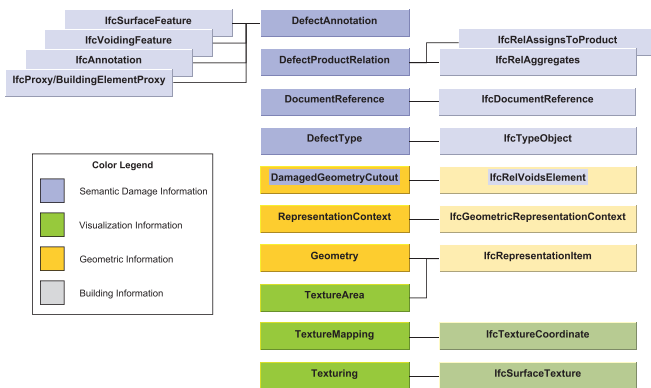 IfcSurfaceFeature
IfcVoidingFeature
IfcAnnotation
IfcProxy/BuildingElementProxy
DefectAnnotation
DefectProductRelation
IfcRelAssignsToProduct
IfcRelAggregates
DocumentReference
IfcDocumentReference
DefectType
IfcTypeObject
DamagedGeometryCutout
IfcRelVoidsElement
RepresentationContext
IfcGeometricRepresentationContext
Geometry
IfcRepresentationItem
TextureArea
TextureMapping
IfcTextureCoordinate
Texturing
IfcSurfaceTexture
Color Legend
Semantic Damage Information
Visualization Information
Geometric Information
Building Information